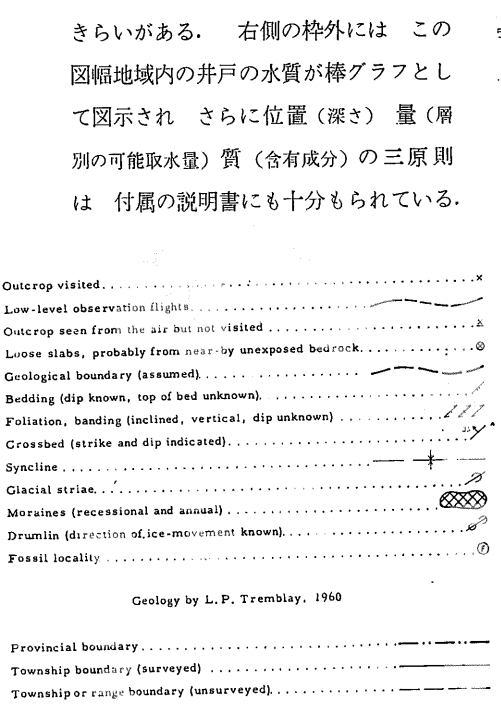 きらいがある． 右側の枠外には この
図幅地域内の井戸の水質が棒グラフとし
て図示され さらに位置（深さ） 量（層
別の可能取水量）質（含有成分）の三原則
は 付属の説明書にも十分もられている．
Outcrop visited
Low-level observation flights
Outcrop seen from the air but not visited
Loose slabs, probably from near-by unexposed bedrock
Geological boundary (assumed)
Bedding (dip known, top of bed unknown)
Foliation, banding (inclined, vertical, dip unknown)
Crossbed (strike and dip indicated)
Syncline
Glacial striae
Moraines (recessional and annual)
Drumlin (direction of ice-movement known)
Fossil locality
Geology by L. P. Tremblay, 1960
Provincial boundary
Township boundary (surveyed)
Township or range boundary (unsurveyed)